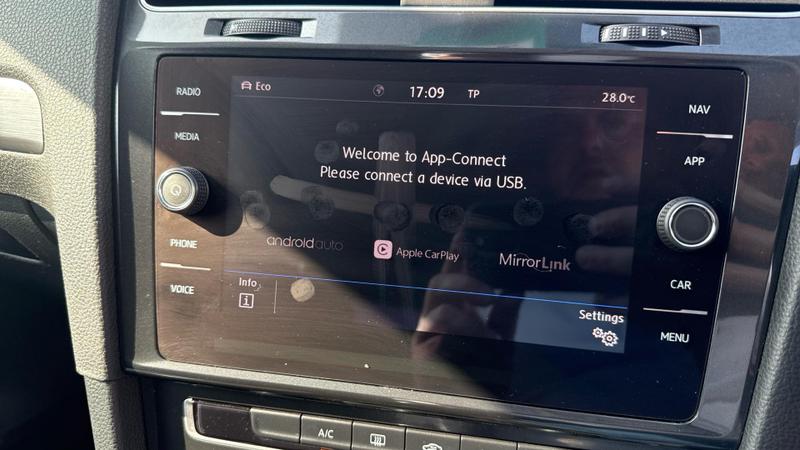 Eco 17:09 TP 28.0°C
RADIO
MEDIA
PHONE
VOICE
Welcome to App-Connect
Please connect a device via USB.
androidauto Apple CarPlay MirrorLink
Info
i
Settings
NAV
APP
CAR
MENU
A/C